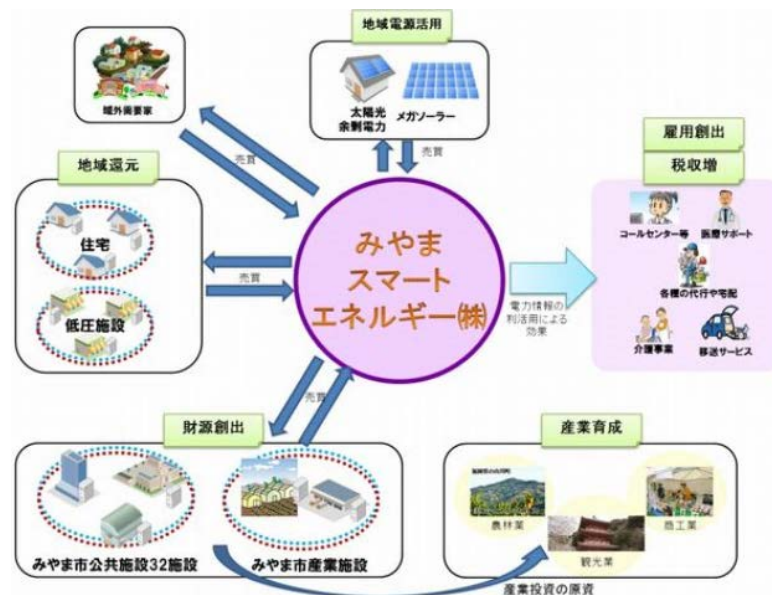 地域電源活用
太陽光
余剰電力
メガソーラー
域外需要家
売買
売買
雇用創出
税収増
地域還元
住宅
低圧施設
売買
みやま
スマート
エネルギー㈱
コールセンター等
医療サポート
各種の代行や宅配
介護事業
移送サービス
電力情報の
利活用による
効果
売買
財源創出
みやま市公共施設32施設
みやま市産業施設
産業育成
農林業
商工業
観光業
産業投資の原資